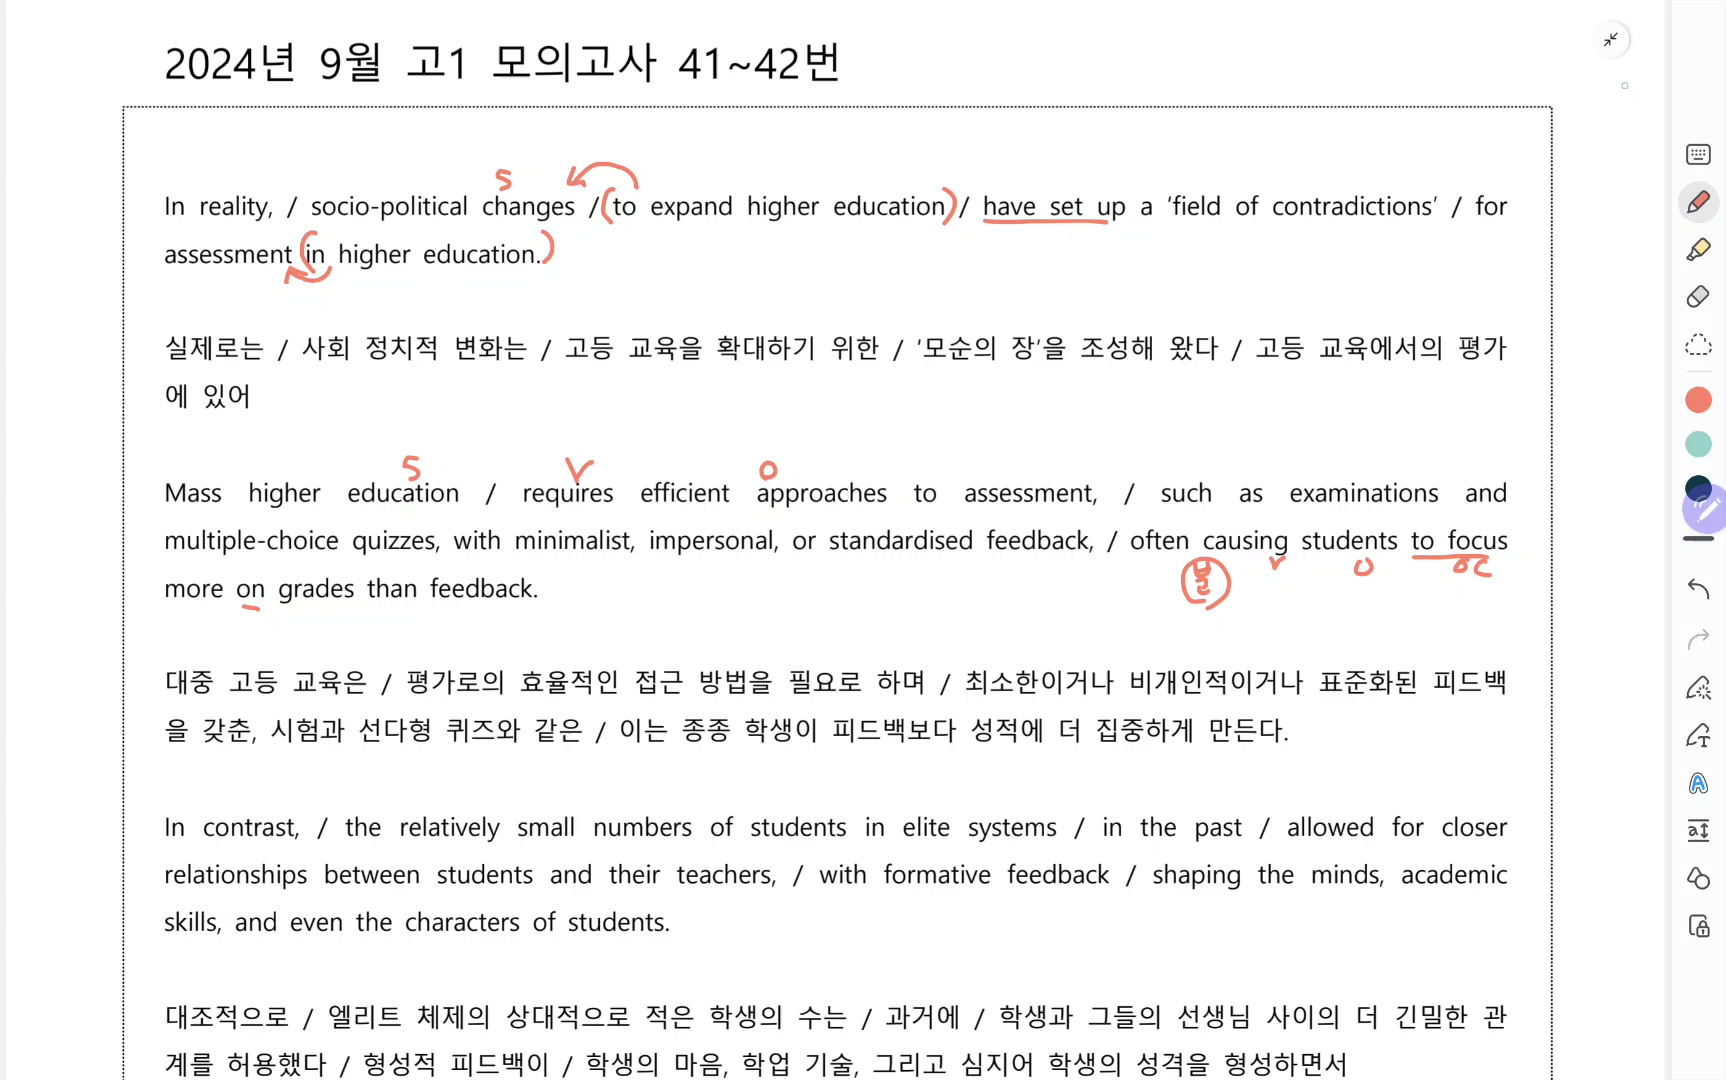 2024년 9월 고1 모의고사 41~42번
S
In reality, / socio-political changes / (to expand higher education) / have set up a 'field of contradictions' / for
assessment (in higher education.)
실제로는 / 사회 정치적 변화는 / 고등 교육을 확대하기 위한 / '모순의 장'을 조성해 왔다 / 고등 교육에서의 평가
에 있어
S V O
Mass higher education / requires efficient approaches to assessment, / such as examinations and
multiple-choice quizzes, with minimalist, impersonal, or standardised feedback, / often causing students to focus
분 V O OC
more on grades than feedback.
대중 고등 교육은 / 평가로의 효율적인 접근 방법을 필요로 하며 / 최소한이거나 비개인적이거나 표준화된 피드백
을 갖춘, 시험과 선다형 퀴즈와 같은 / 이는 종종 학생이 피드백보다 성적에 더 집중하게 만든다.
In contrast, / the relatively small numbers of students in elite systems / in the past / allowed for closer
relationships between students and their teachers, / with formative feedback / shaping the minds, academic
skills, and even the characters of students.
대조적으로 / 엘리트 체제의 상대적으로 적은 학생의 수는 / 과거에 / 학생과 그들의 선생님 사이의 더 긴밀한 관
계를 허용했다 / 형성적 피드백이 / 학생의 마음, 학업 기술, 그리고 심지어 학생의 성격을 형성하면서